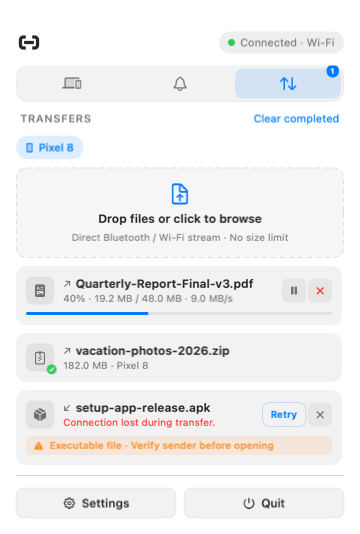 Connected · Wi-Fi
1
TRANSFERS
Clear completed
Pixel 8
Drop files or click to browse
Direct Bluetooth / Wi-Fi stream · No size limit
↗ Quarterly-Report-Final-v3.pdf
40% · 19.2 MB / 48.0 MB · 9.0 MB/s
↗ vacation-photos-2026.zip
182.0 MB · Pixel 8
↙ setup-app-release.apk
Connection lost during transfer.
Retry
Executable file · Verify sender before opening
Settings
Quit